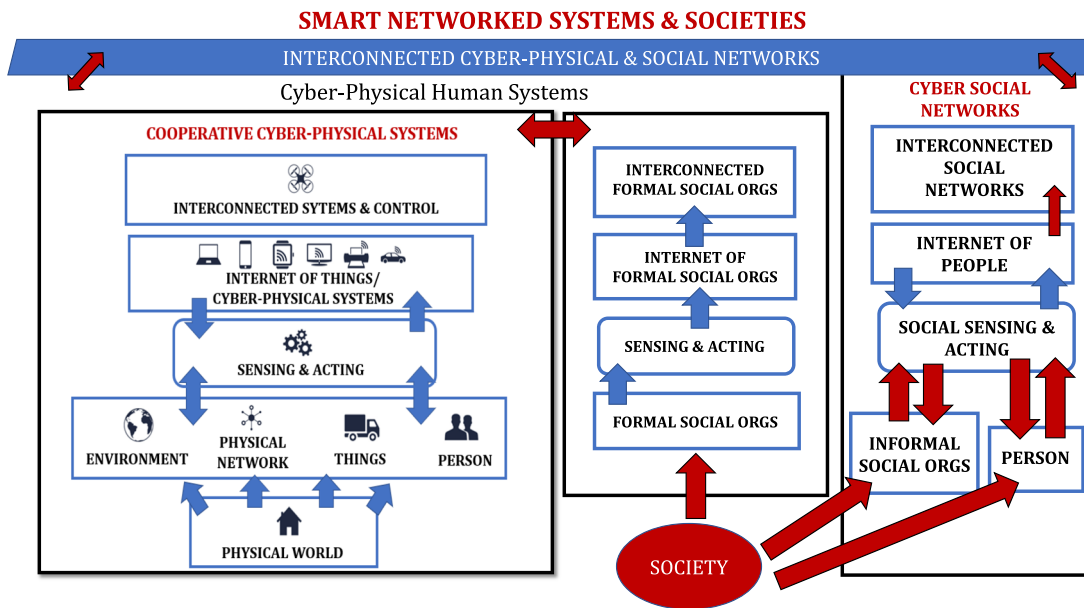 SMART NETWORKED SYSTEMS & SOCIETIES
INTERCONNECTED CYBER-PHYSICAL & SOCIAL NETWORKS
Cyber-Physical Human Systems
COOPERATIVE CYBER-PHYSICAL SYSTEMS
INTERCONNECTED SYTEMS & CONTROL
INTERNET OF THINGS/
CYBER-PHYSICAL SYSTEMS
SENSING & ACTING
ENVIRONMENT
PHYSICAL
NETWORK
THINGS
PERSON
PHYSICAL WORLD
INTERCONNECTED
FORMAL SOCIAL ORGS
INTERNET OF
FORMAL SOCIAL ORGS
SENSING & ACTING
FORMAL SOCIAL ORGS
SOCIETY
CYBER SOCIAL
NETWORKS
INTERCONNECTED
SOCIAL
NETWORKS
INTERNET OF
PEOPLE
SOCIAL SENSING &
ACTING
INFORMAL
SOCIAL ORGS
PERSON